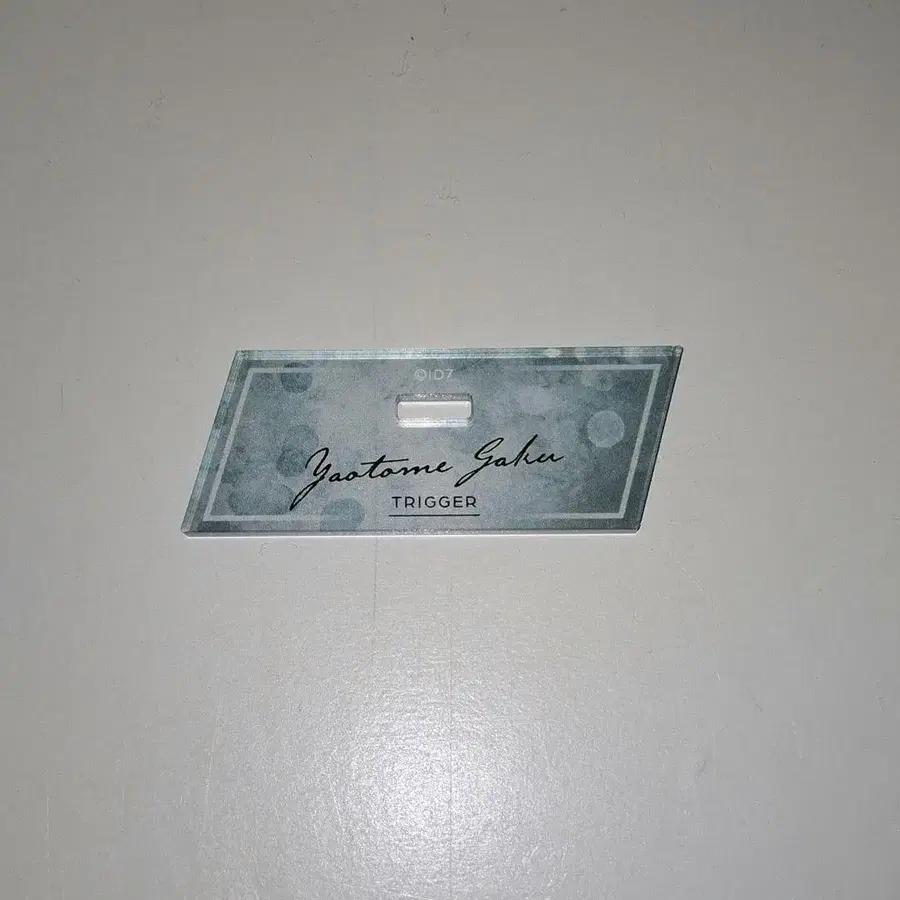 ©ID7
Yaotome Gaku
TRIGGER